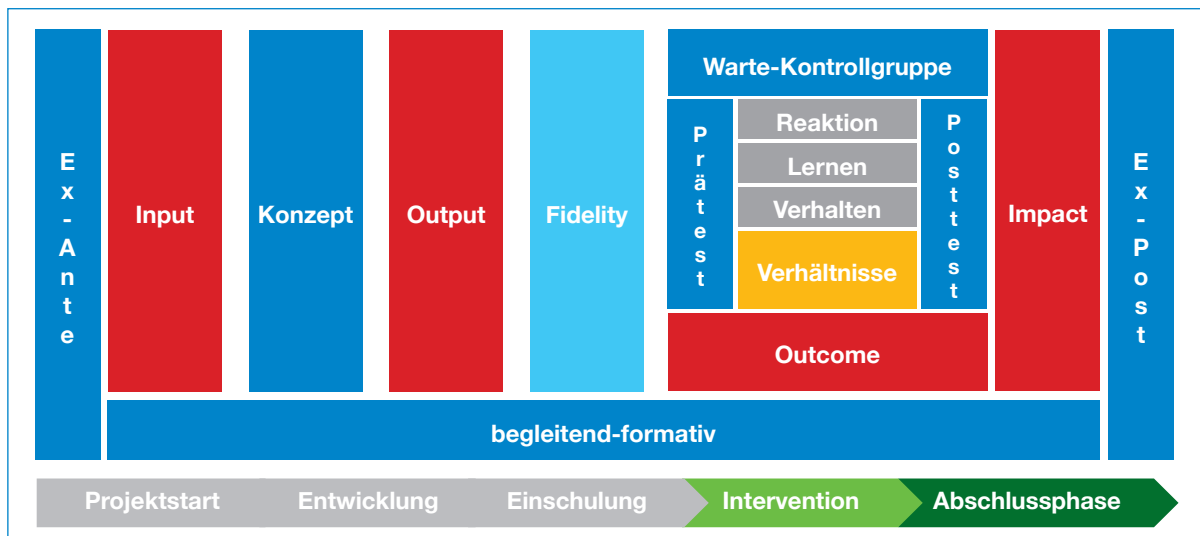 Ex-Ante
Input
Konzept
Output
Fidelity
Warte-Kontrollgruppe
Prätest
Reaktion
Lernen
Verhalten
Verhältnisse
Posttest
Outcome
Impact
Ex-Post
begleitend-formativ
Projektstart
Entwicklung
Einschulung
Intervention
Abschlussphase